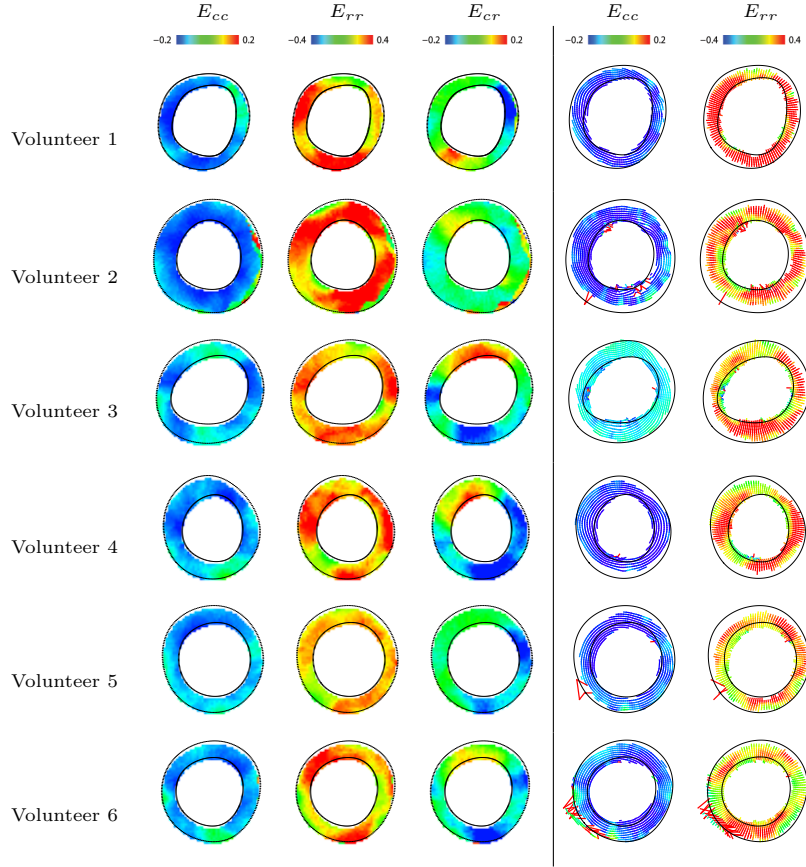 E_cc E_rr E_cr E_cc E_rr
−0.2 0.2 −0.4 0.4 −0.2 0.2 −0.2 0.2 −0.4 0.4
Volunteer 1
Volunteer 2
Volunteer 3
Volunteer 4
Volunteer 5
Volunteer 6